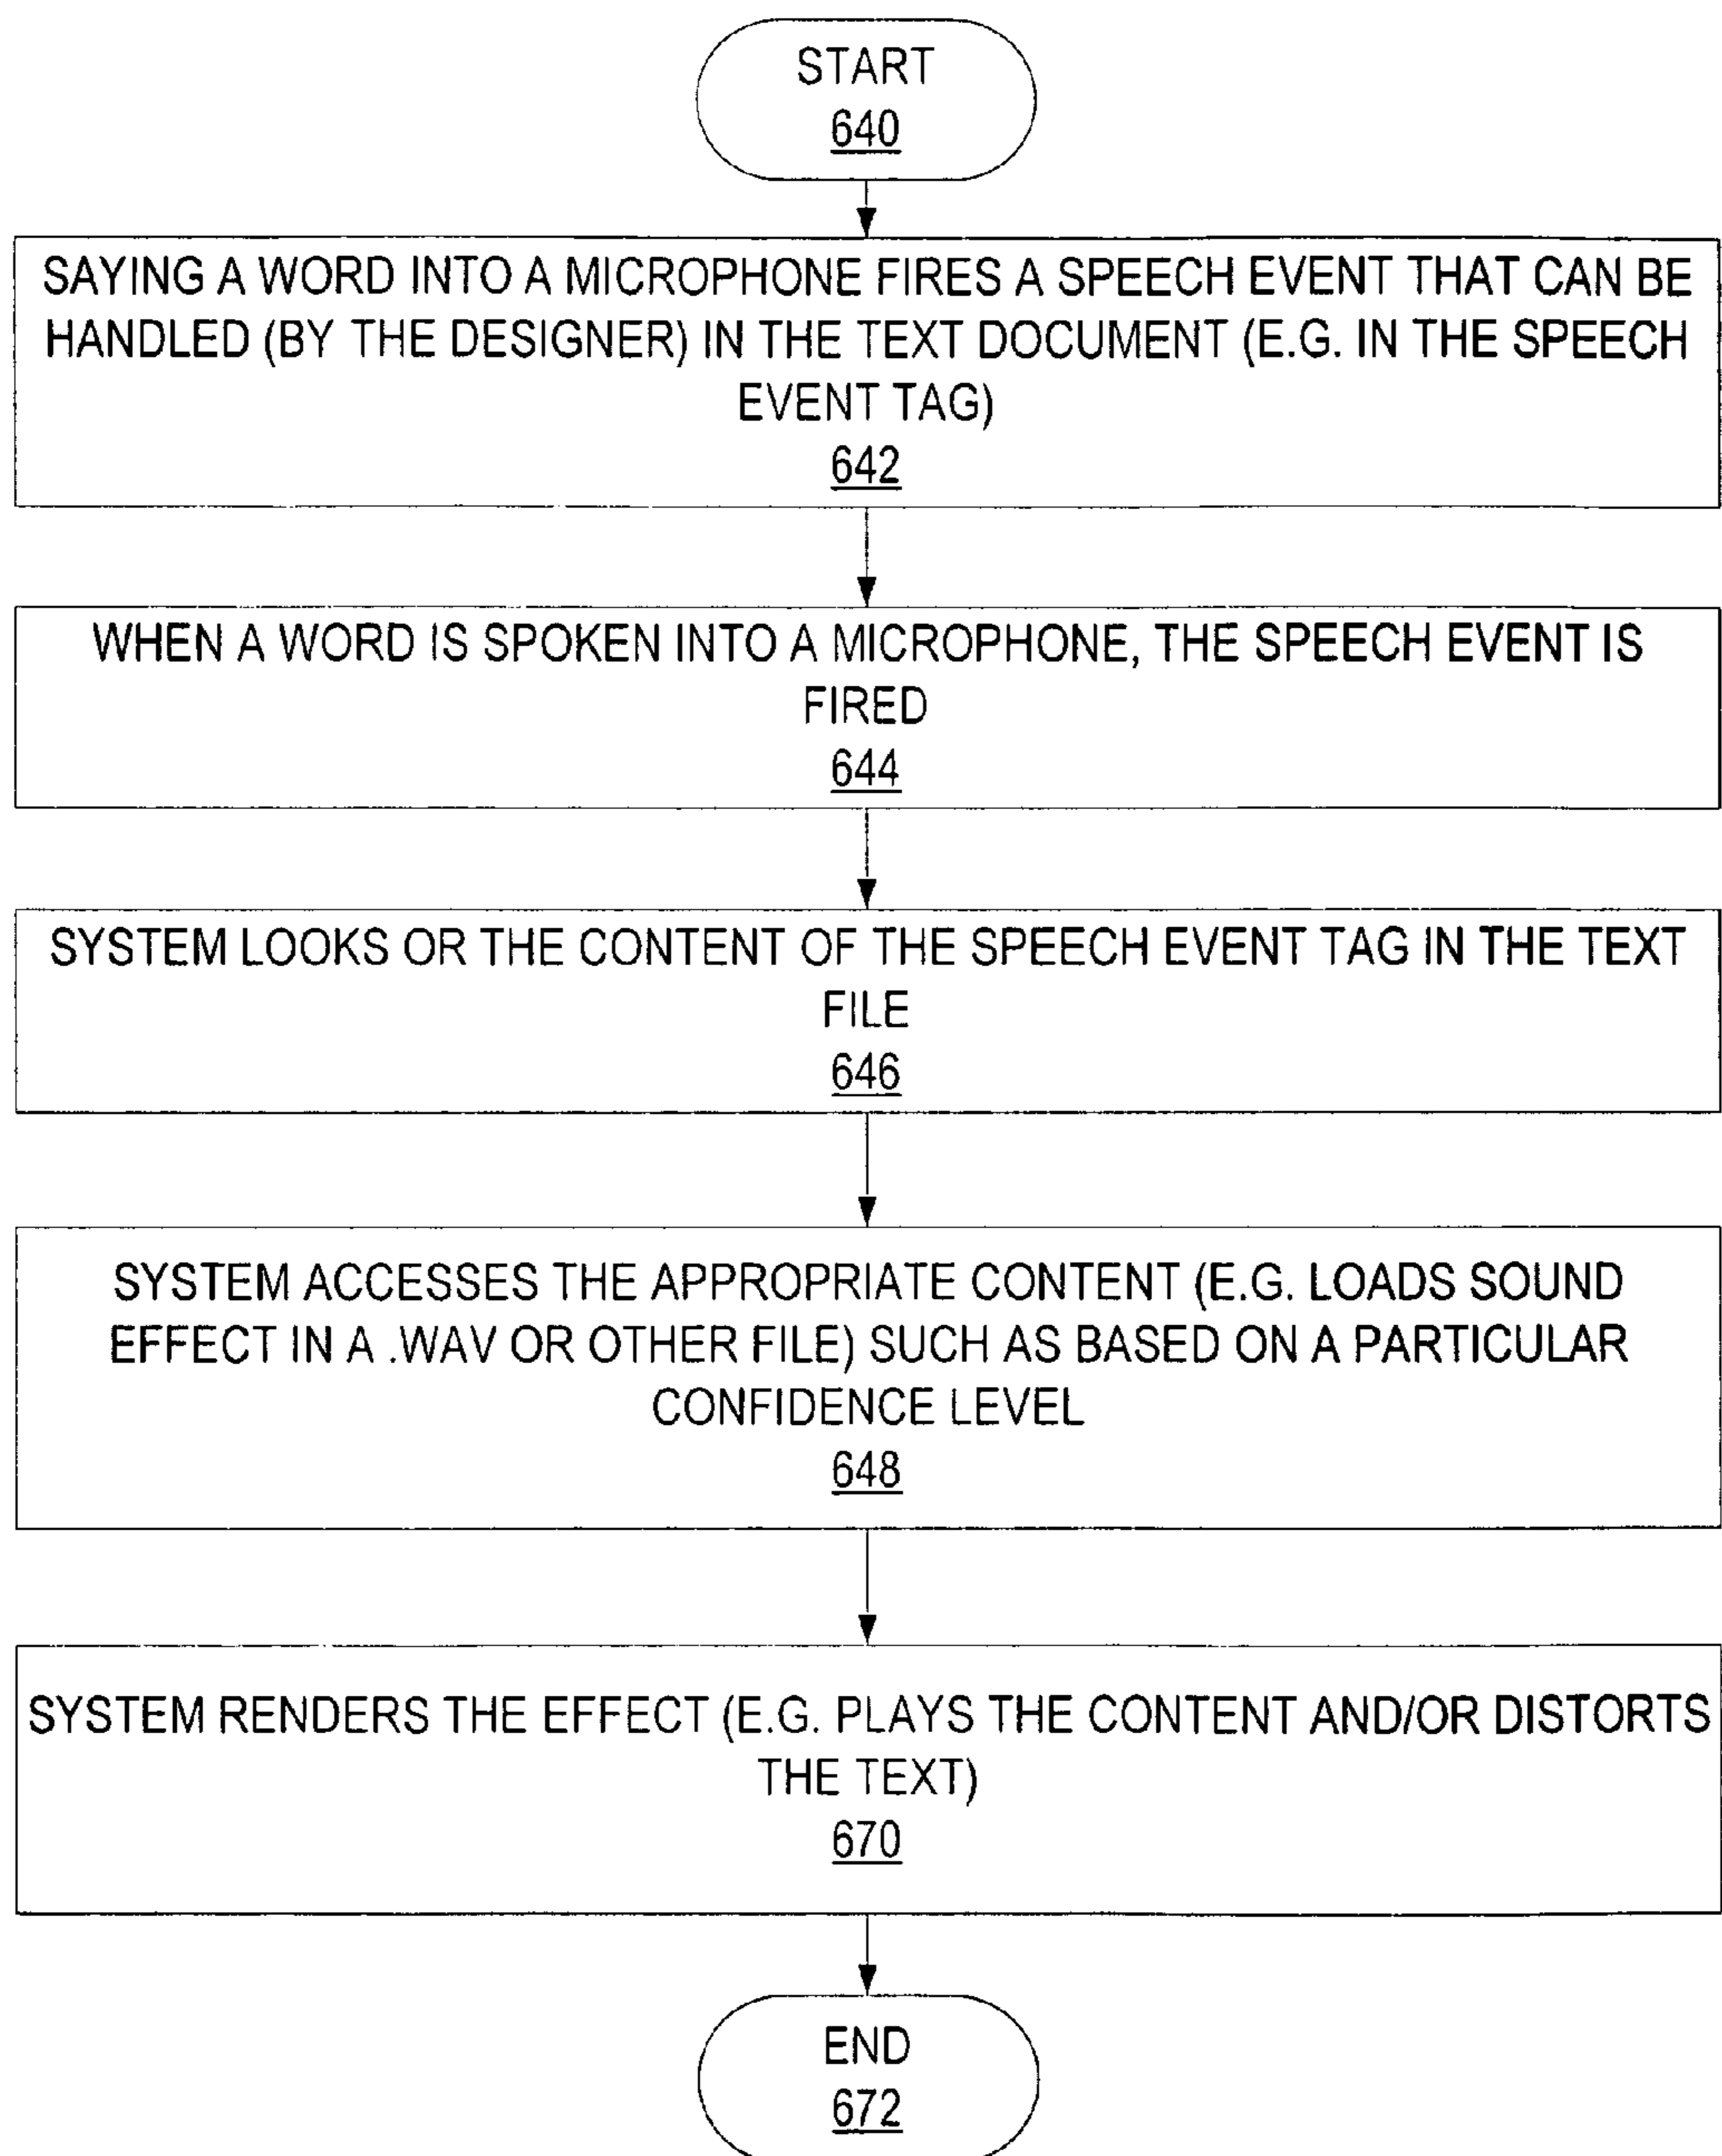 START
640
SAYING A WORD INTO A MICROPHONE FIRES A SPEECH EVENT THAT CAN BE
HANDLED (BY THE DESIGNER) IN THE TEXT DOCUMENT (E.G. IN THE SPEECH
EVENT TAG)
642
WHEN A WORD IS SPOKEN INTO A MICROPHONE, THE SPEECH EVENT IS
FIRED
644
SYSTEM LOOKS OR THE CONTENT OF THE SPEECH EVENT TAG IN THE TEXT
FILE
646
SYSTEM ACCESSES THE APPROPRIATE CONTENT (E.G. LOADS SOUND
EFFECT IN A .WAV OR OTHER FILE) SUCH AS BASED ON A PARTICULAR
CONFIDENCE LEVEL
648
SYSTEM RENDERS THE EFFECT (E.G. PLAYS THE CONTENT AND/OR DISTORTS
THE TEXT)
670
END
672